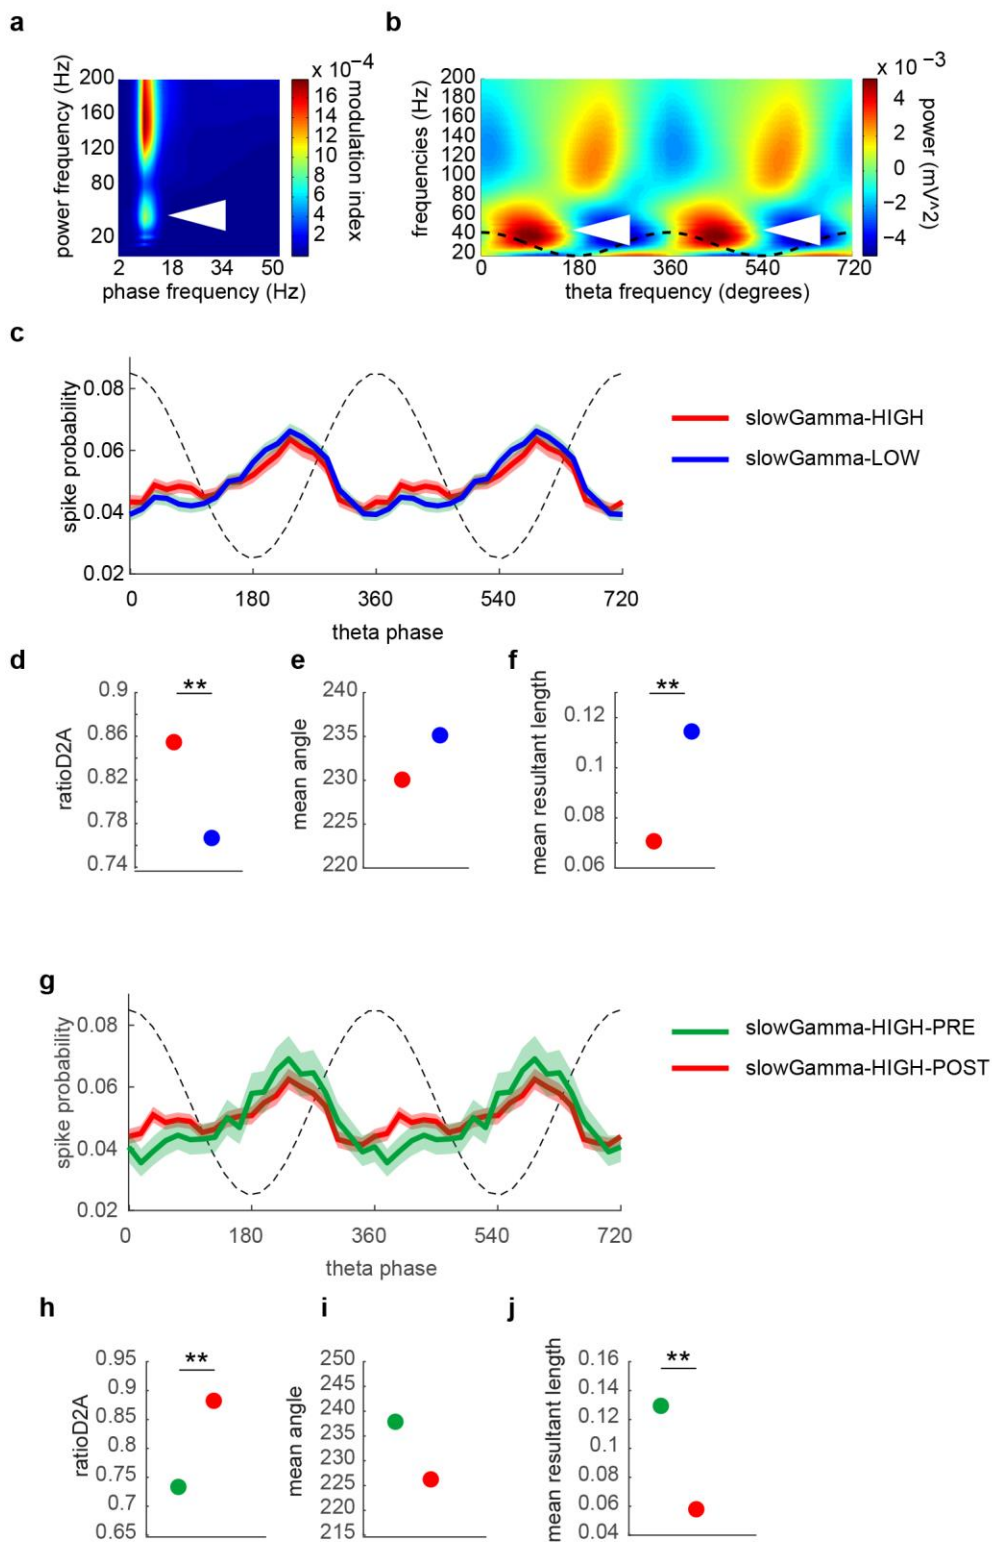 a
x 10⁻⁴
power frequency (Hz)
200
160
120
80
20
2
18
34
50
phase frequency (Hz)
16
14
12
10
8
6
4
2
modulation index
b
x 10⁻³
frequencies (Hz)
200
180
160
140
120
100
80
60
40
20
0
180
360
540
720
theta frequency (degrees)
4
2
0
−2
−4
power (mV^2)
c
spike probability
0.08
0.06
0.04
0.02
0
180
360
540
720
theta phase
slowGamma-HIGH
slowGamma-LOW
d
ratioD2A
0.9
0.86
0.82
0.78
0.74
**
e
mean angle
240
235
230
225
220
f
mean resultant length
0.12
0.1
0.08
0.06
**
g
spike probability
0.08
0.06
0.04
0.02
0
180
360
540
720
theta phase
slowGamma-HIGH-PRE
slowGamma-HIGH-POST
h
ratioD2A
0.95
0.9
0.85
0.8
0.75
0.7
0.65
**
i
mean angle
250
245
240
235
230
225
220
215
j
mean resultant length
0.16
0.14
0.12
0.1
0.08
0.06
0.04
**